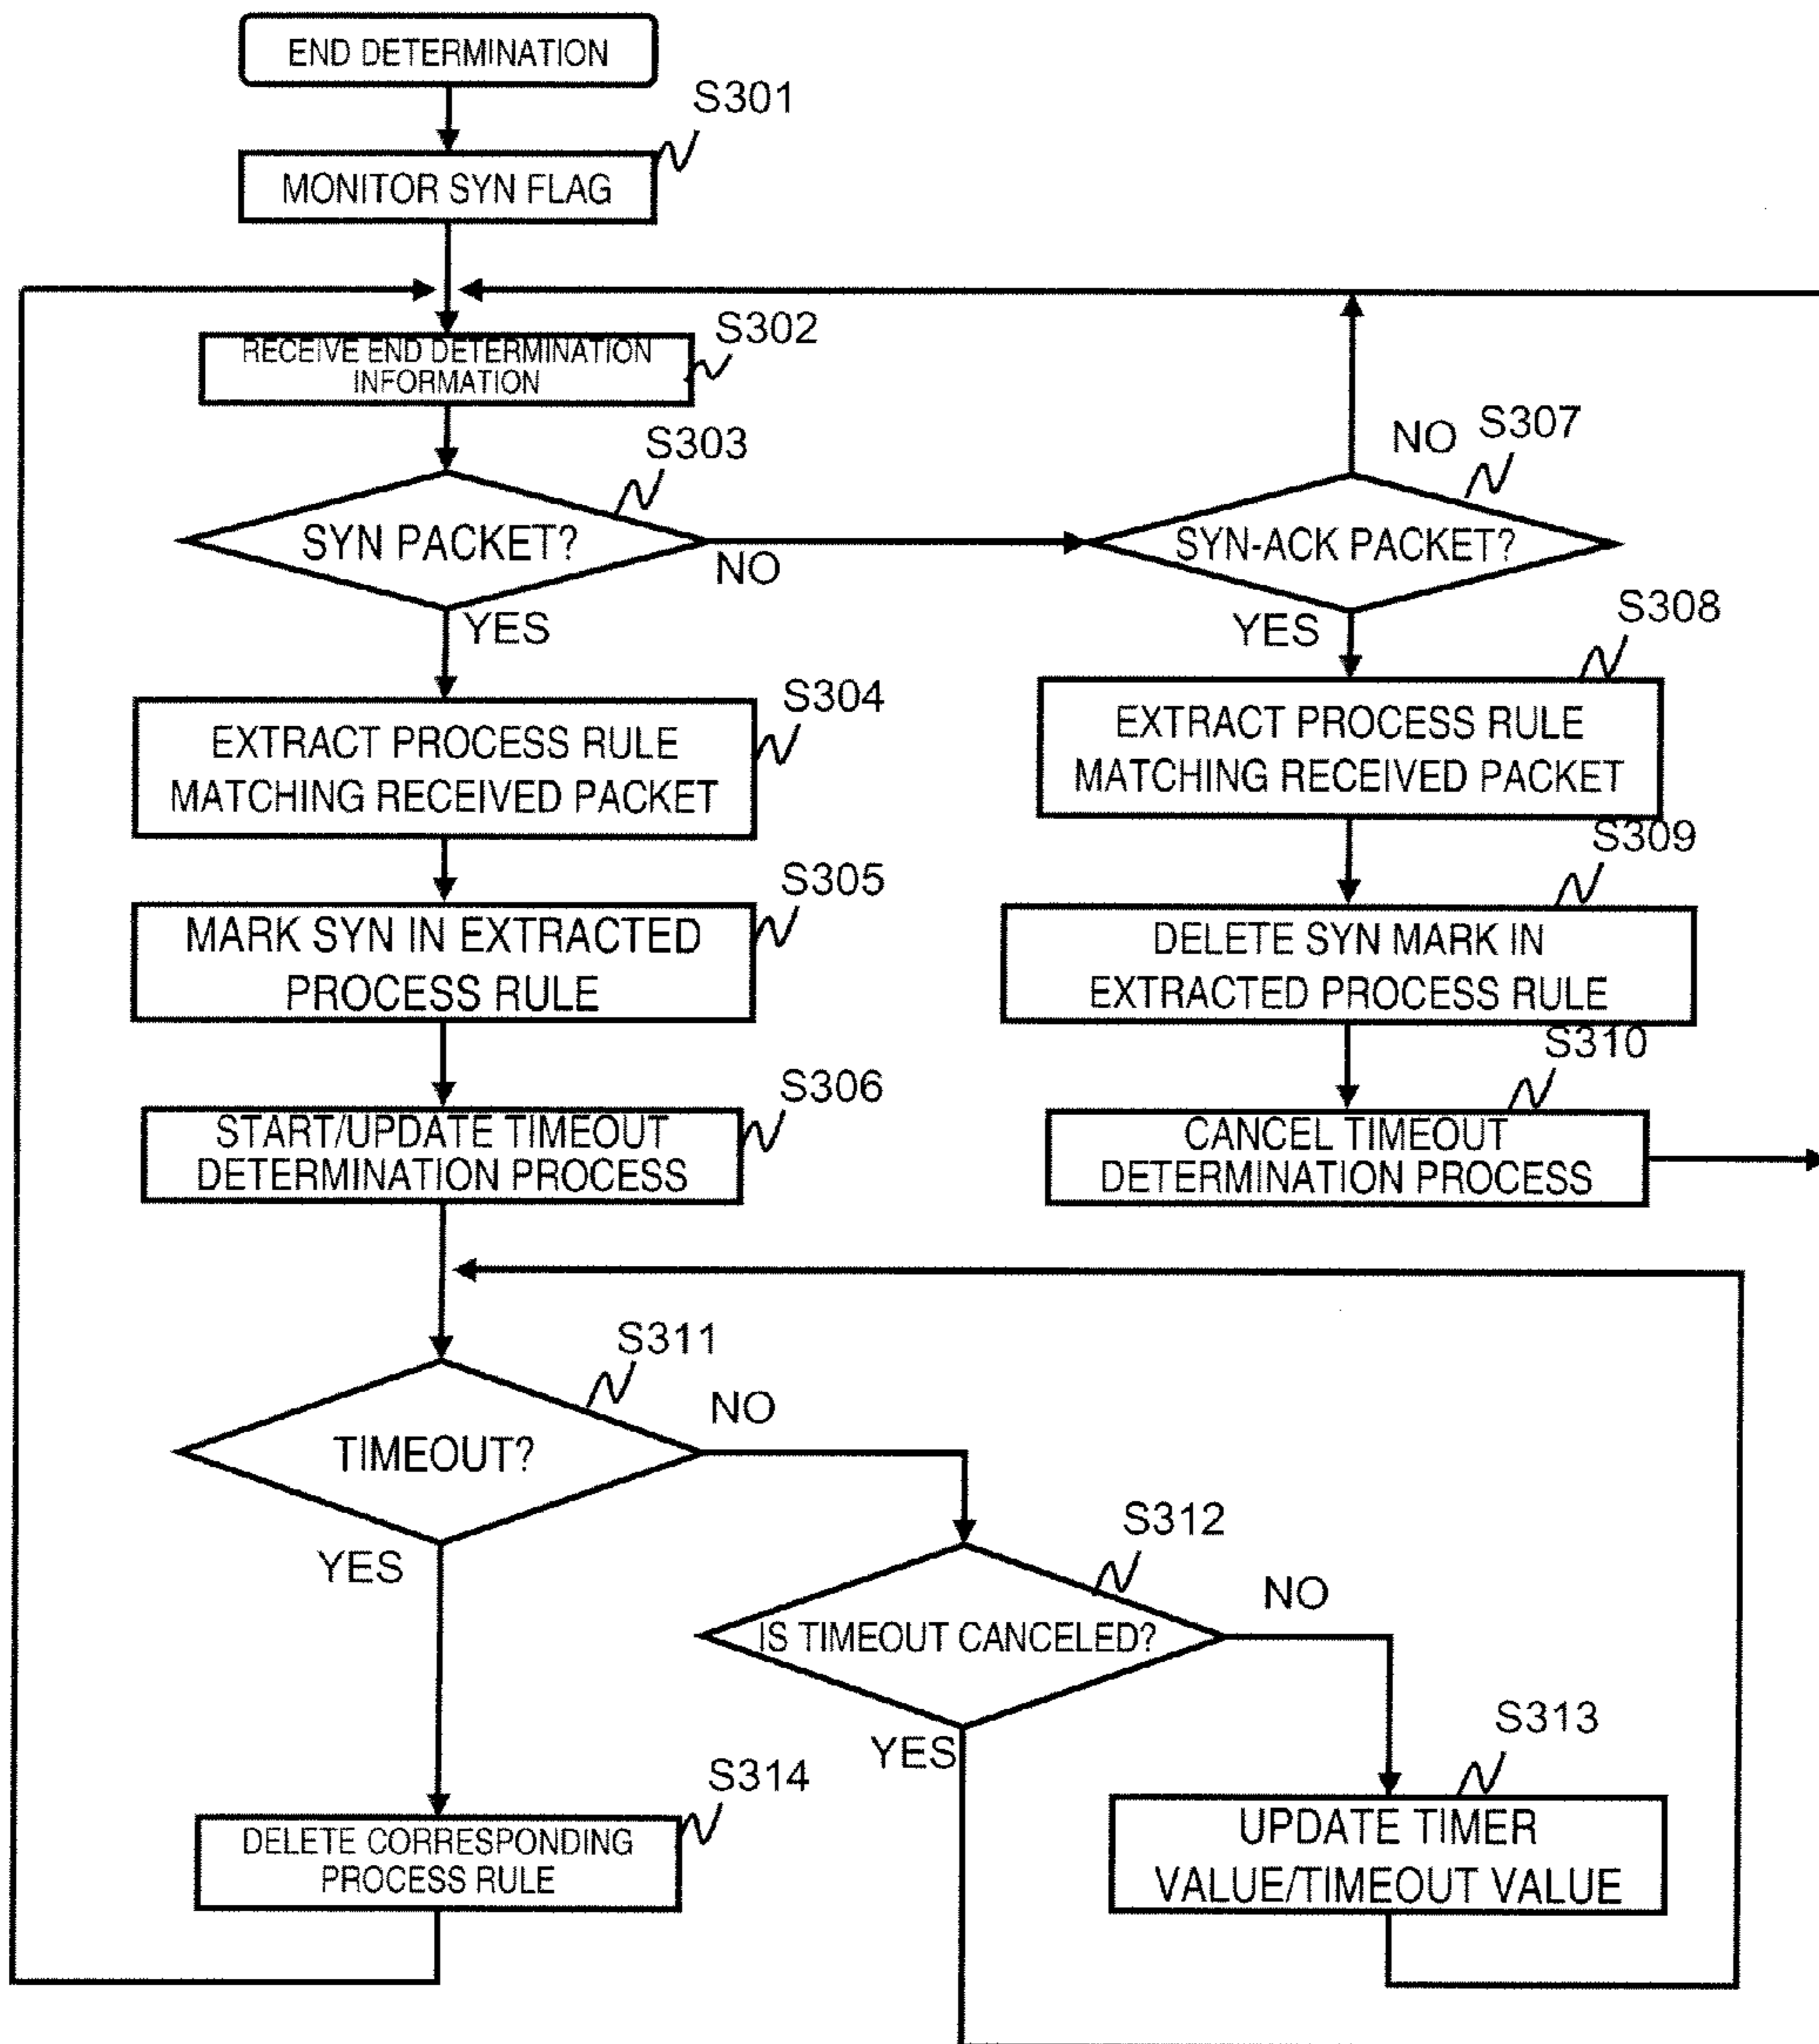 END DETERMINATION
S301
MONITOR SYN FLAG
S302
RECEIVE END DETERMINATION
INFORMATION
S303
SYN PACKET?
NO
YES
S307
NO
SYN-ACK PACKET?
YES
S304
EXTRACT PROCESS RULE
MATCHING RECEIVED PACKET
S308
EXTRACT PROCESS RULE
MATCHING RECEIVED PACKET
S305
MARK SYN IN EXTRACTED
PROCESS RULE
S309
DELETE SYN MARK IN
EXTRACTED PROCESS RULE
S306
START/UPDATE TIMEOUT
DETERMINATION PROCESS
S310
CANCEL TIMEOUT
DETERMINATION PROCESS
S311
TIMEOUT?
NO
YES
S312
IS TIMEOUT CANCELED?
NO
YES
S313
UPDATE TIMER
VALUE/TIMEOUT VALUE
S314
DELETE CORRESPONDING
PROCESS RULE